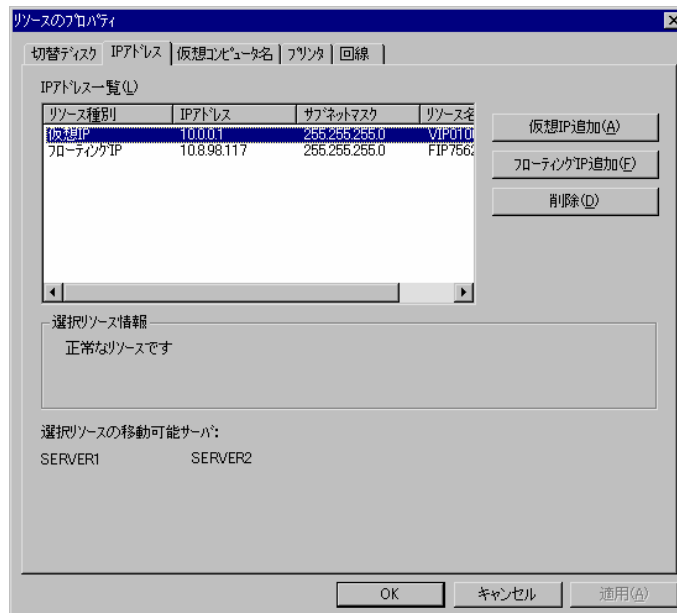 リソースのプロパティ
切替ディスク IPアドレス 仮想コンピュータ名 プリンタ 回線
IPアドレス一覧(L)
リソース種別 IPアドレス サブネットマスク リソース名
仮想IP 10.0.0.1 255.255.255.0 VIP010
フローティングIP 10.8.98.117 255.255.255.0 FIP7562
仮想IP追加(A)
フローティングIP追加(F)
削除(D)
選択リソース情報
正常なリソースです
選択リソースの移動可能サーバ:
SERVER1 SERVER2
OK キャンセル 適用(A)